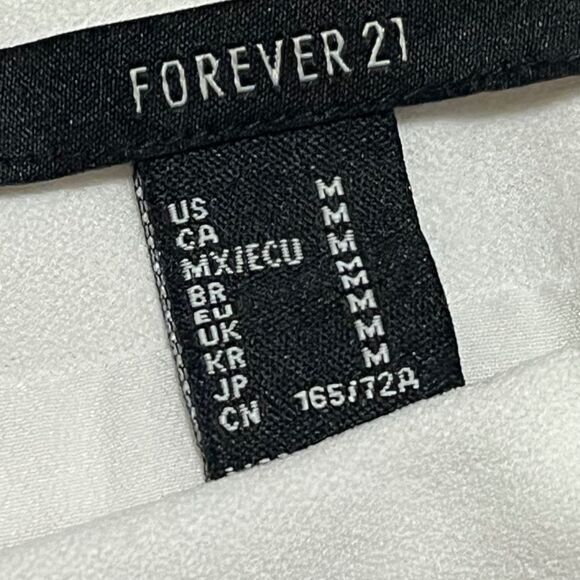 FOREVER 21
US M
CA M
MX/ECU M
BR M
EU M
UK M
KR M
JP M
CN 165/72A